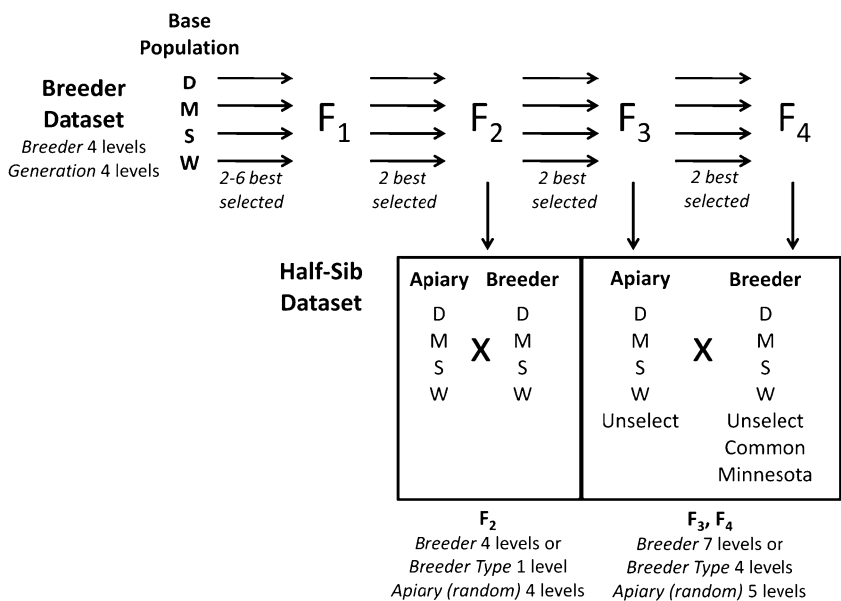 Base
Population
Breeder
Dataset
Breeder 4 levels
Generation 4 levels
D
M
S
W
F1
F2
F3
F4
2-6 best
selected
2 best
selected
2 best
selected
2 best
selected
Half-Sib
Dataset
Apiary Breeder
D D
M X M
S S
W W
Apiary Breeder
D D
M X M
S S
W W
Unselect Unselect
Common
Minnesota
F2
Breeder 4 levels or
Breeder Type 1 level
Apiary (random) 4 levels
F3, F4
Breeder 7 levels or
Breeder Type 4 levels
Apiary (random) 5 levels